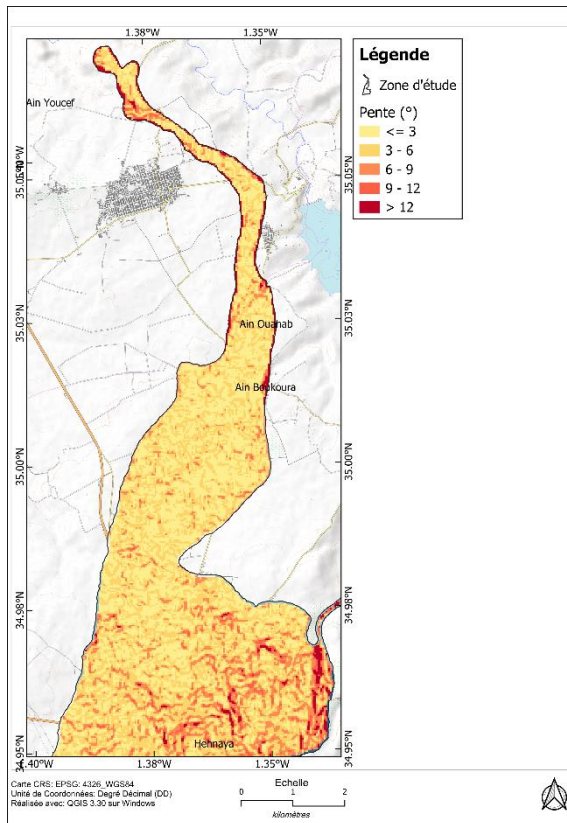 1.38°W 1.35°W
Légende
Zone d'étude
Pente (°)
<= 3
3 - 6
6 - 9
9 - 12
> 12
Ain Youcef
35.05°N
35.03°N 35.03°N
Ain Ouahab
Ain Boukoura
35.00°N 35.00°N
34.98°N 34.98°N
Hennaya
34.95°N 34.95°N
1.40°W 1.38°W 1.35°W
Carte CRS: EPSG: 4326_WGS84
Unité de Coordonnées: Degré Décimal (DD)
Réalisée avec: QGIS 3.30 sur Windows
Echelle
0 1 2
kilomètres